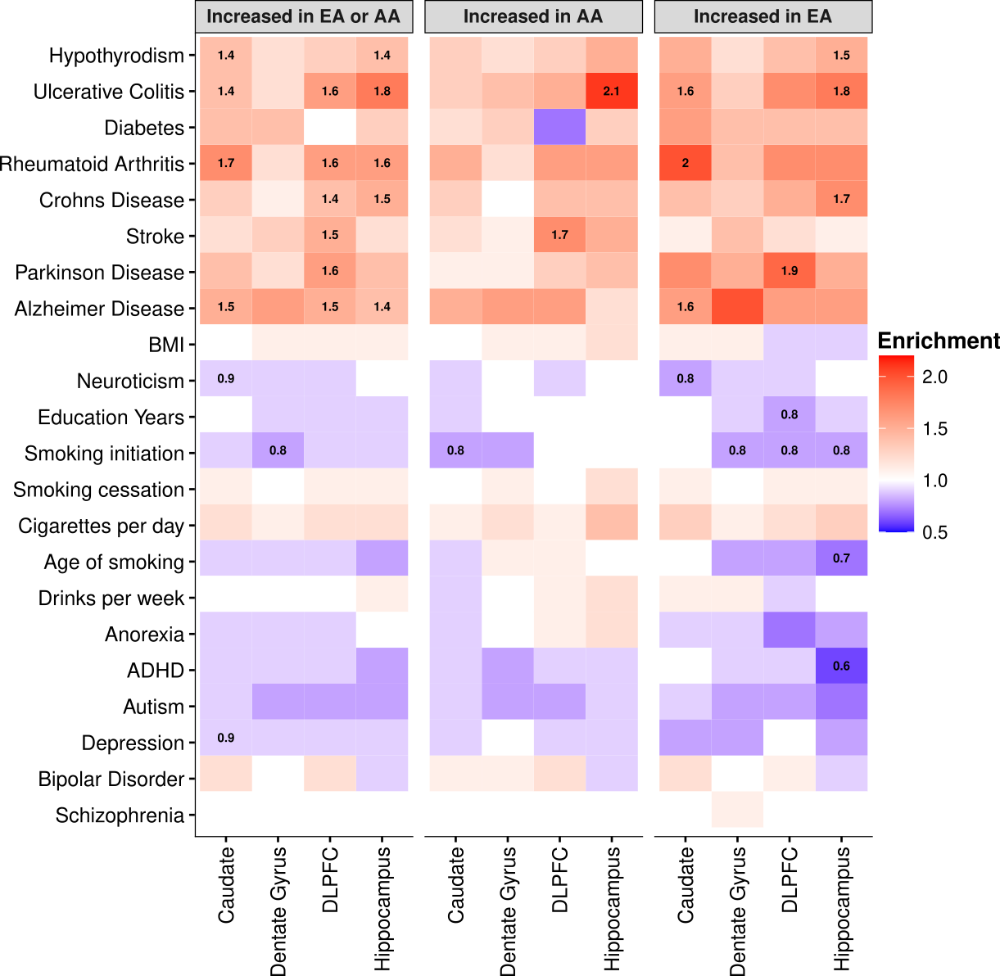 Increased in EA or AA Increased in AA Increased in EA
Hypothyrodism 1.4 1.4 1.5
Ulcerative Colitis 1.4 1.6 1.8 2.1 1.6 1.8
Diabetes
Rheumatoid Arthritis 1.7 1.6 1.6 2
Crohns Disease 1.4 1.5 1.7
Stroke 1.5 1.7
Parkinson Disease 1.6 1.9
Alzheimer Disease 1.5 1.5 1.4 1.6
BMI
Neuroticism 0.9 0.8
Education Years 0.8
Smoking initiation 0.8 0.8 0.8 0.8 0.8
Smoking cessation
Cigarettes per day
Age of smoking 0.7
Drinks per week
Anorexia
ADHD 0.6
Autism
Depression 0.9
Bipolar Disorder
Schizophrenia
Caudate
Dentate Gyrus
DLPFC
Hippocampus
Caudate
Dentate Gyrus
DLPFC
Hippocampus
Caudate
Dentate Gyrus
DLPFC
Hippocampus
Enrichment
2.0
1.5
1.0
0.5